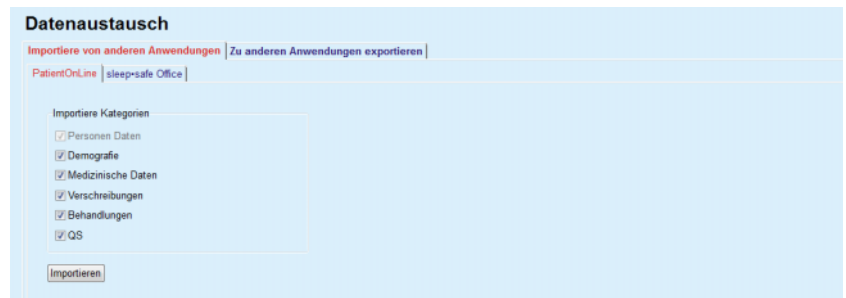 Datenaustausch
Importiere von anderen Anwendungen Zu anderen Anwendungen exportieren
PatientOnLine sleep•safe Office
Importiere Kategorien
Personen Daten
Demografie
Medizinische Daten
Verschreibungen
Behandlungen
QS
Importieren